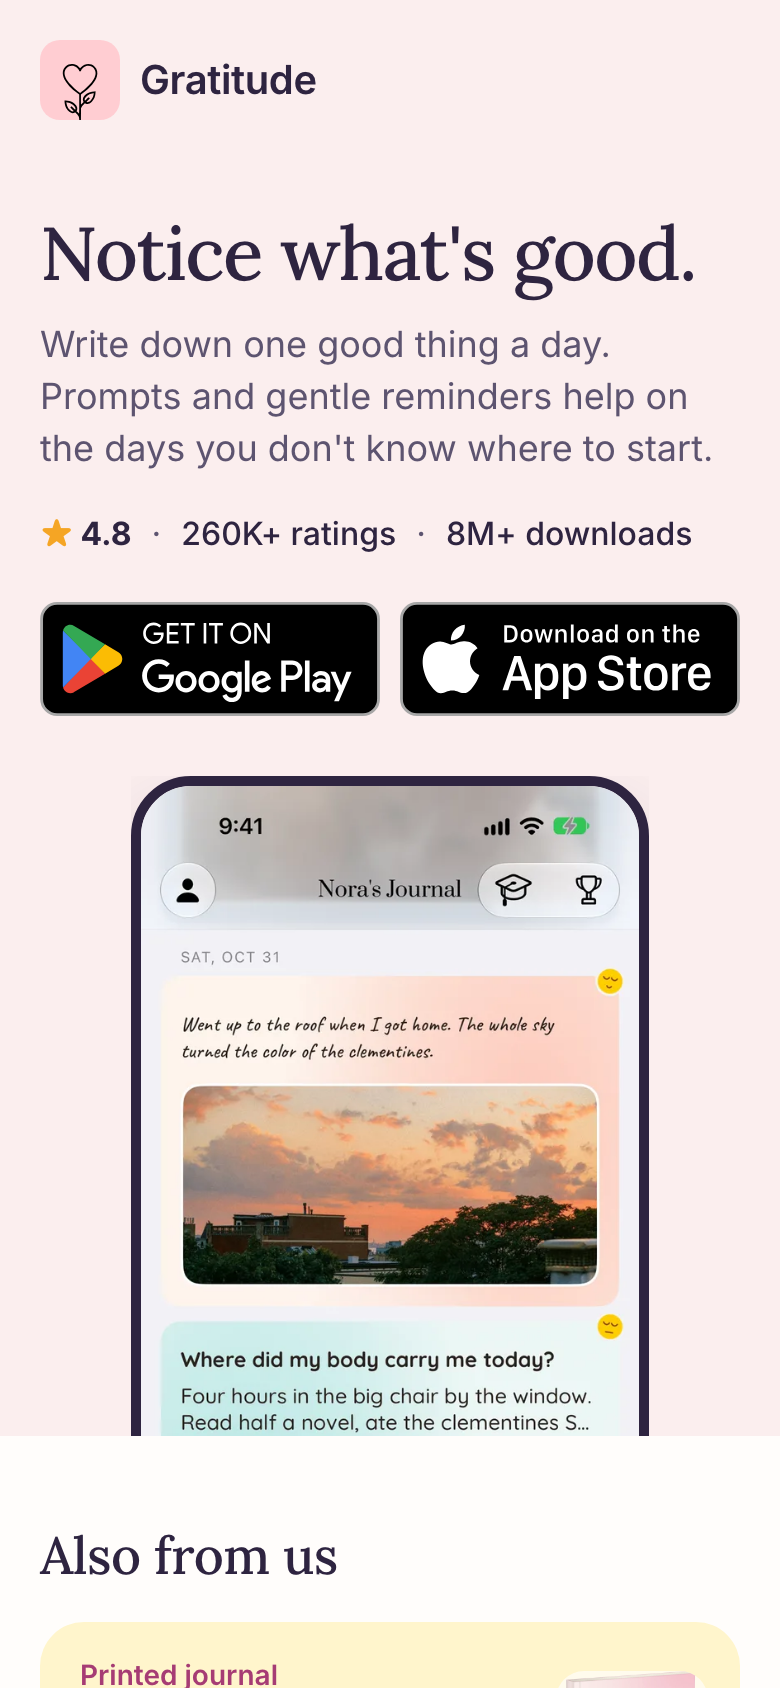 Gratitude
Notice what's good.
Write down one good thing a day.
Prompts and gentle reminders help on
the days you don't know where to start.
4.8 · 260K+ ratings · 8M+ downloads
GET IT ON
Google Play
Download on the
App Store
9:41
Nora's Journal
SAT, OCT 31
Went up to the roof when I got home. The whole sky
turned the color of the clementines.
Where did my body carry me today?
Four hours in the big chair by the window.
Read half a novel, ate the clementines S...
Also from us
Printed journal